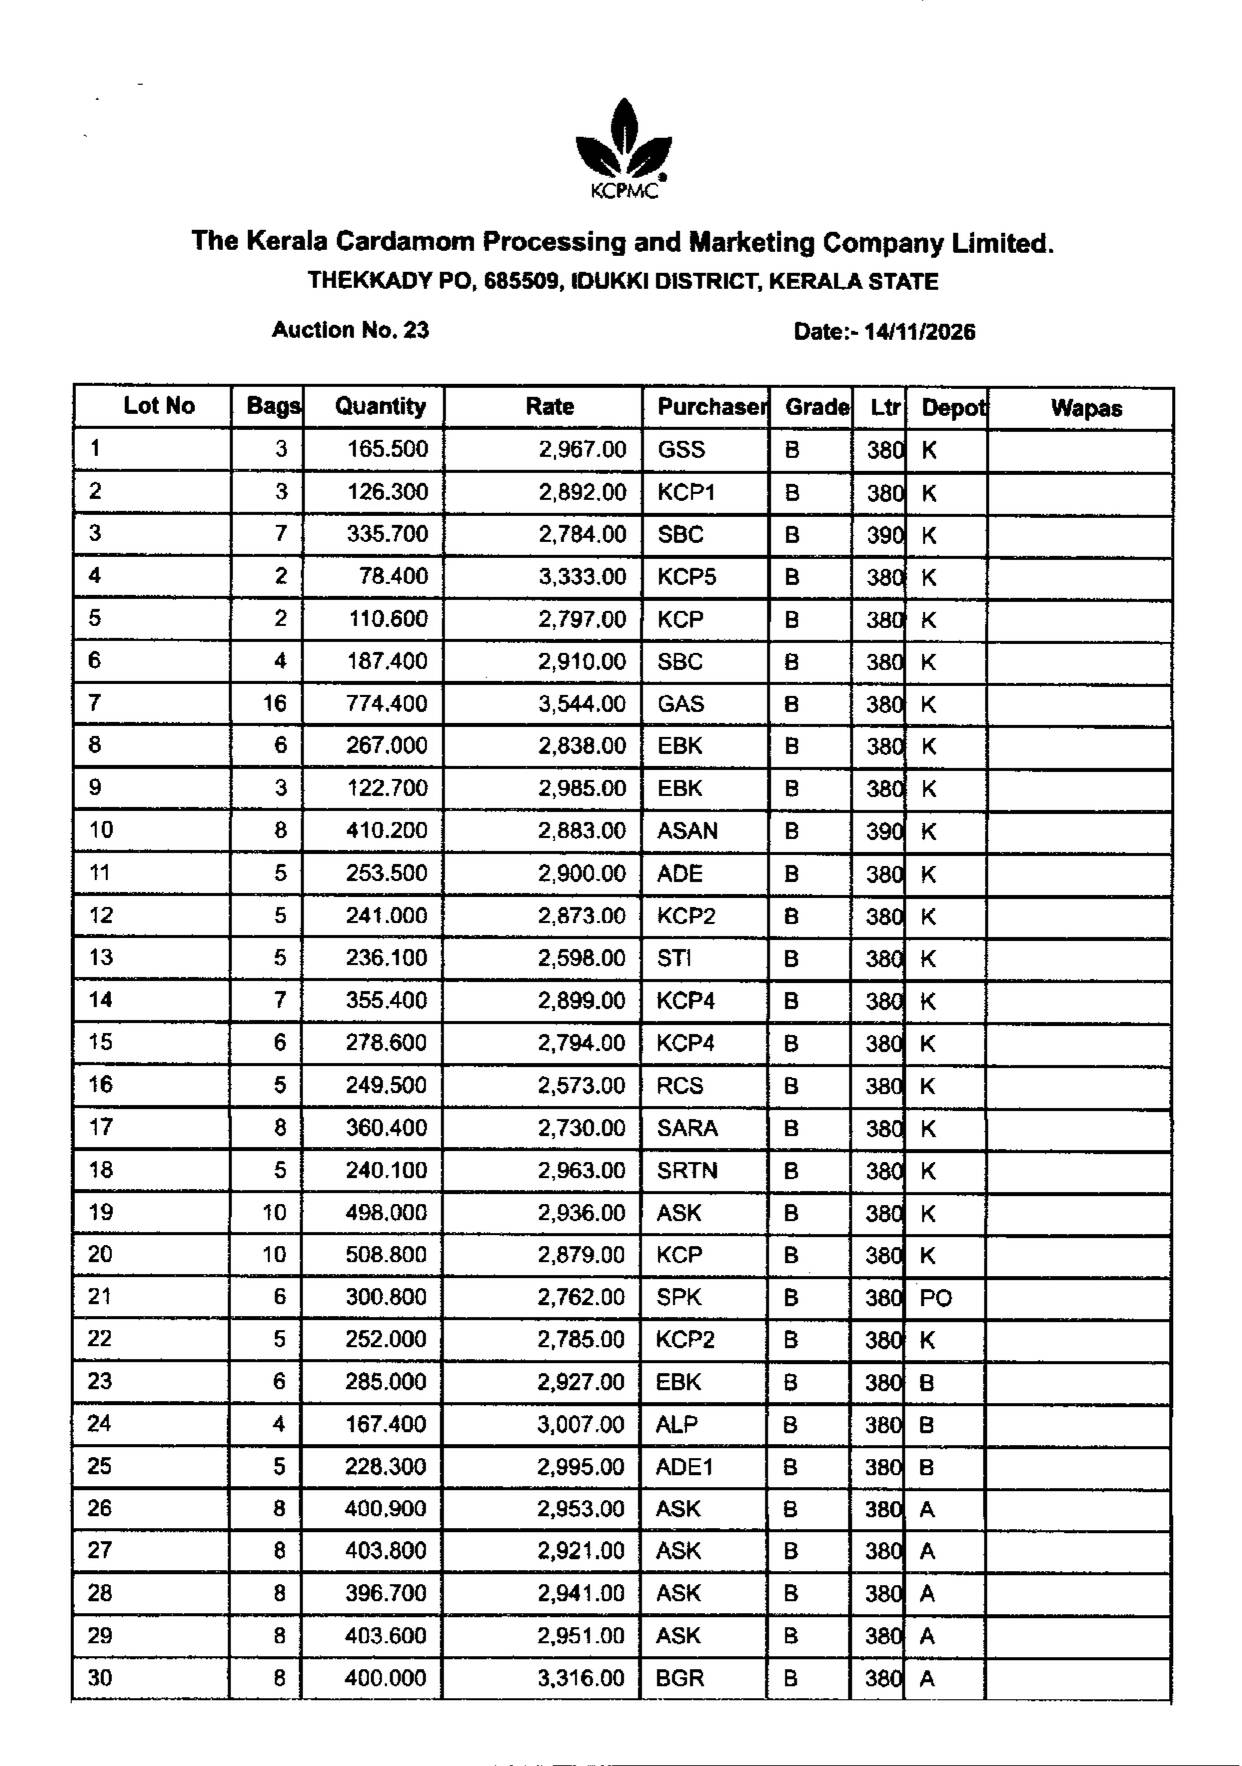 KCPMC
The Kerala Cardamom Processing and Marketing Company Limited.
THEKKADY PO, 685509, IDUKKI DISTRICT, KERALA STATE
Auction No. 23 Date:- 14/11/2026
Lot No Bags Quantity Rate Purchaser Grade Ltr Depot Wapas
1 3 165.500 2,967.00 GSS B 380 K
2 3 126.300 2,892.00 KCP1 B 380 K
3 7 335.700 2,784.00 SBC B 390 K
4 2 78.400 3,333.00 KCP5 B 380 K
5 2 110.600 2,797.00 KCP B 380 K
6 4 187.400 2,910.00 SBC B 380 K
7 16 774.400 3,544.00 GAS B 380 K
8 6 267.000 2,838.00 EBK B 380 K
9 3 122.700 2,985.00 EBK B 380 K
10 8 410.200 2,883.00 ASAN B 390 K
11 5 253.500 2,900.00 ADE B 380 K
12 5 241.000 2,873.00 KCP2 B 380 K
13 5 236.100 2,598.00 STI B 380 K
14 7 355.400 2,899.00 KCP4 B 380 K
15 6 278.600 2,794.00 KCP4 B 380 K
16 5 249.500 2,573.00 RCS B 380 K
17 8 360.400 2,730.00 SARA B 380 K
18 5 240.100 2,963.00 SRTN B 380 K
19 10 498.000 2,936.00 ASK B 380 K
20 10 508.800 2,879.00 KCP B 380 K
21 6 300.800 2,762.00 SPK B 380 PO
22 5 252.000 2,785.00 KCP2 B 380 K
23 6 285.000 2,927.00 EBK B 380 B
24 4 167.400 3,007.00 ALP B 380 B
25 5 228.300 2,995.00 ADE1 B 380 B
26 8 400.900 2,953.00 ASK B 380 A
27 8 403.800 2,921.00 ASK B 380 A
28 8 396.700 2,941.00 ASK B 380 A
29 8 403.600 2,951.00 ASK B 380 A
30 8 400.000 3,316.00 BGR B 380 A